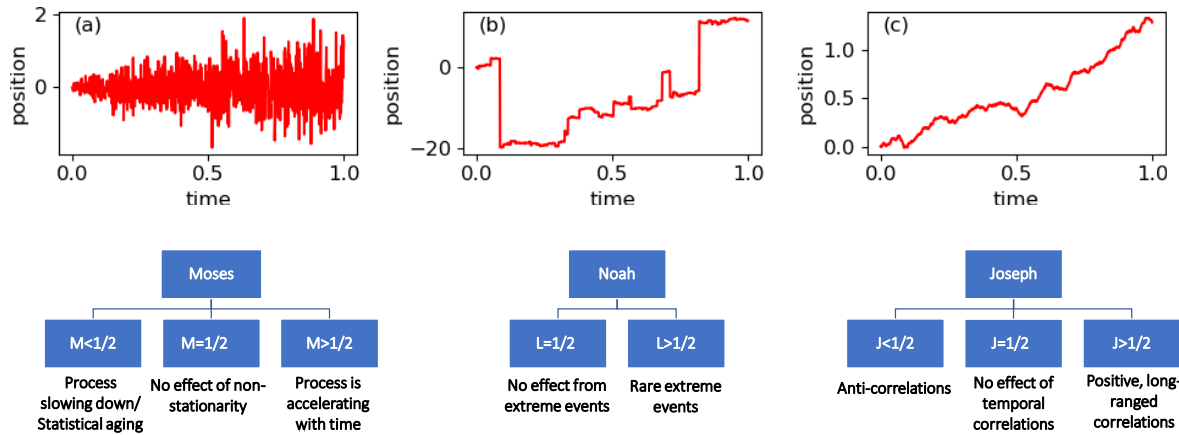 (a)
position
2
0
0.0
0.5
1.0
time
(b)
position
0
−20
0.0
0.5
1.0
time
(c)
position
1.0
0.5
0.0
0.0
0.5
1.0
time
Moses
M<1/2
M=1/2
M>1/2
Process
slowing down/
Statistical aging
No effect of non-
stationarity
Process is
accelerating
with time
Noah
L=1/2
L>1/2
No effect from
extreme events
Rare extreme
events
Joseph
J<1/2
J=1/2
J>1/2
Anti-correlations
No effect of
temporal
correlations
Positive, long-
ranged
correlations